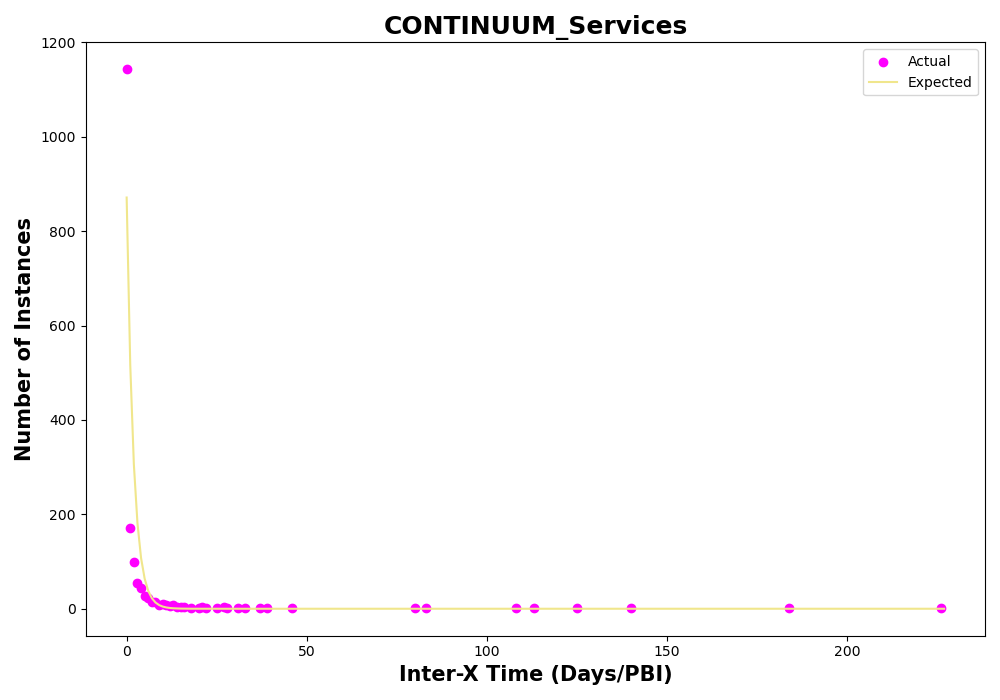 CONTINUUM_Services
Actual
Expected
Number of Instances
1200
1000
800
600
400
200
0
0
50
100
150
200
Inter-X Time (Days/PBI)